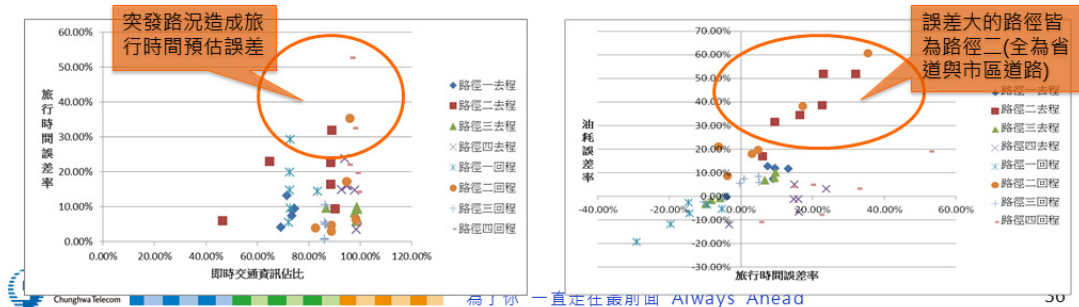 突發路況造成旅
行時間預估誤差
60.00%
50.00%
40.00%
30.00%
20.00%
10.00%
0.00%
旅行時間誤差率
0.00%
20.00%
40.00%
60.00%
80.00%
100.00%
120.00%
即時交通資訊佔比
路徑一去程
路徑二去程
路徑三去程
路徑四去程
路徑一回程
路徑二回程
路徑三回程
路徑四回程
誤差大的路徑皆
為路徑二(全為省
道與市區道路)
70.00%
60.00%
50.00%
40.00%
30.00%
20.00%
10.00%
0.00%
-10.00%
-20.00%
-30.00%
油耗誤差率
-40.00%
-20.00%
0.00%
20.00%
40.00%
60.00%
旅行時間誤差率
路徑一去程
路徑二去程
路徑三去程
路徑四去程
路徑一回程
路徑二回程
路徑三回程
路徑四回程
Chunghwa Telecom
為了你 一直走在最前面 Always Ahead
36